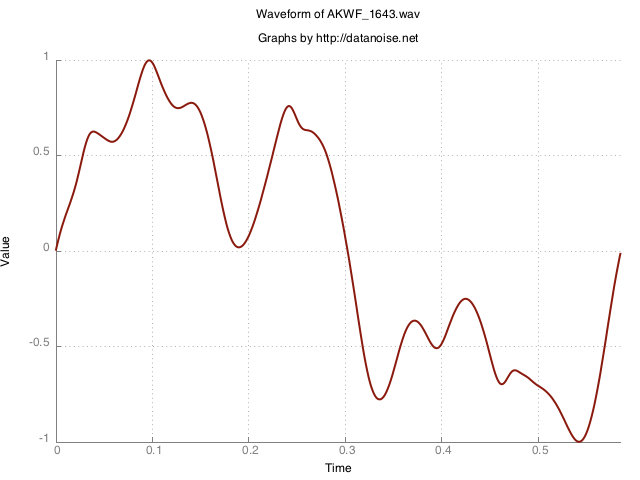 Waveform of AKWF_1643.wav
Graphs by http://datanoise.net
1
0.5
0
-0.5
-1
Value
0 0.1 0.2 0.3 0.4 0.5
Time